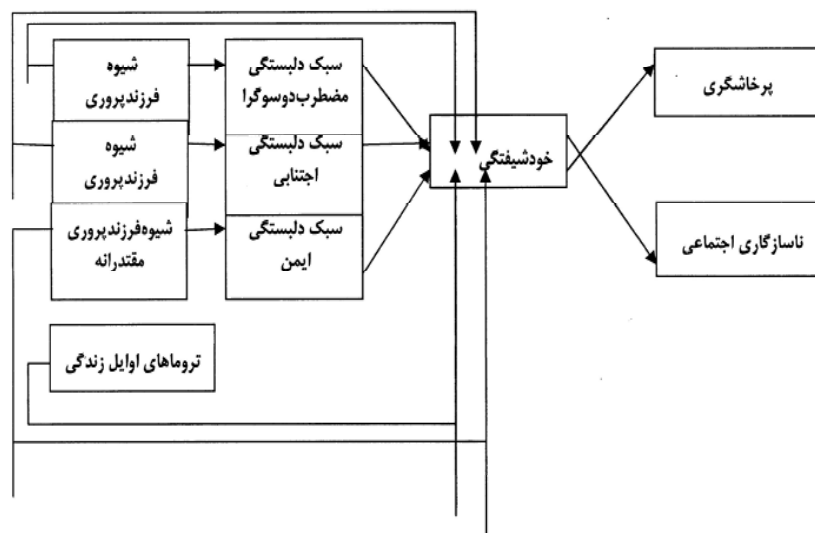 شیوه
فرزندپروری
سبک دلبستگی
مضطرب‌دوسوگرا
پرخاشگری
شیوه
فرزندپروری
سبک دلبستگی
اجتنابی
خودشیفتگی
شیوه‌فرزندپروری
مقتدرانه
سبک دلبستگی
ایمن
ناسازگاری اجتماعی
تروماهای اوایل زندگی